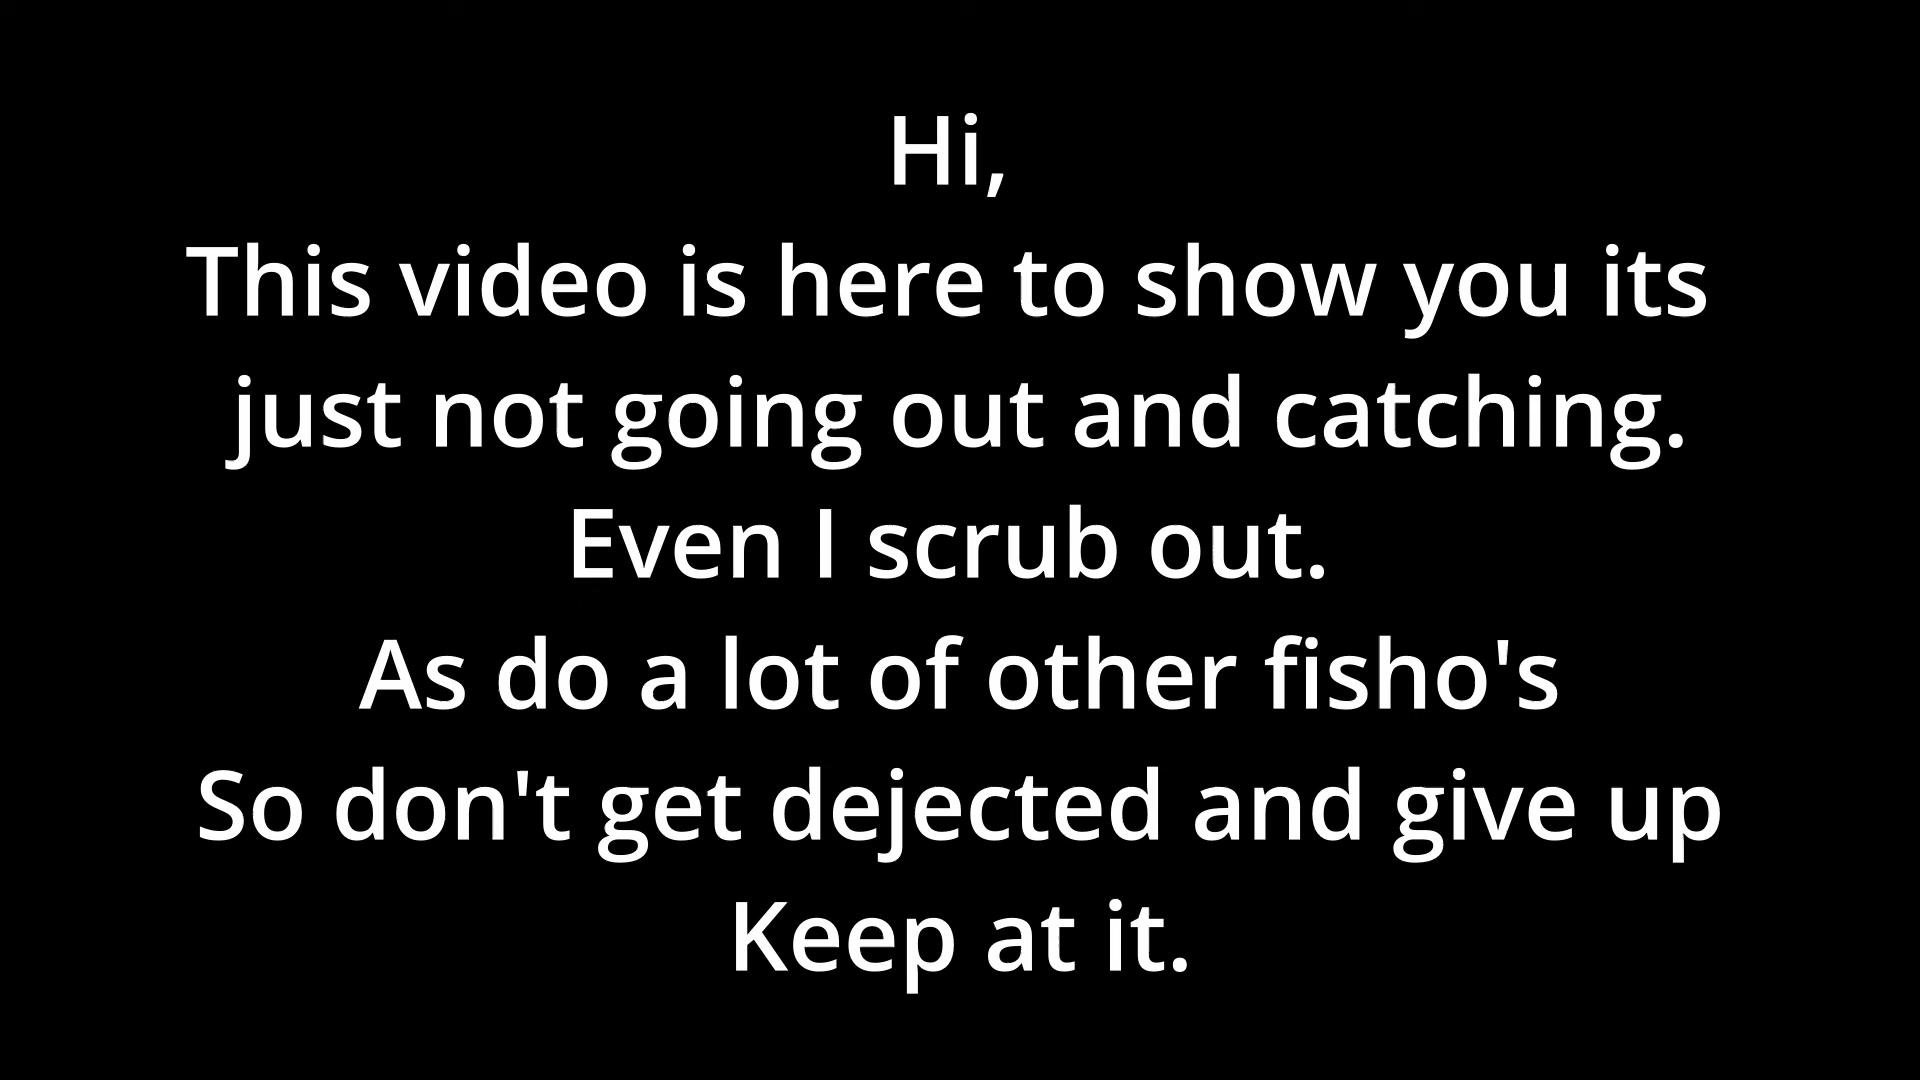 Hi,
This video is here to show you its
just not going out and catching.
Even I scrub out.
As do a lot of other fisho's
So don't get dejected and give up
Keep at it.